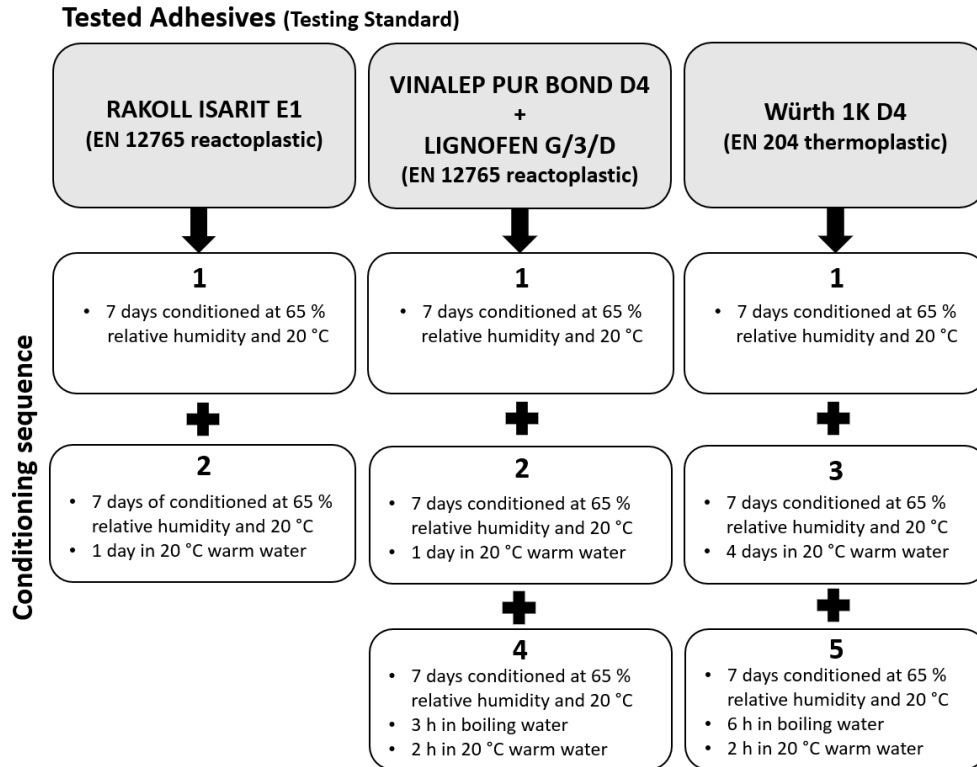 Tested Adhesives (Testing Standard)
RAKOLL ISARIT E1
(EN 12765 reactoplastic)
VINALEP PUR BOND D4
+
LIGNOFEN G/3/D
(EN 12765 reactoplastic)
Würth 1K D4
(EN 204 thermoplastic)
Conditioning sequence
1
• 7 days conditioned at 65 %
relative humidity and 20 °C
1
• 7 days conditioned at 65 %
relative humidity and 20 °C
1
• 7 days conditioned at 65 %
relative humidity and 20 °C
2
• 7 days of conditioned at 65 %
relative humidity and 20 °C
• 1 day in 20 °C warm water
2
• 7 days conditioned at 65 %
relative humidity and 20 °C
• 1 day in 20 °C warm water
3
• 7 days conditioned at 65 %
relative humidity and 20 °C
• 4 days in 20 °C warm water
4
• 7 days conditioned at 65 %
relative humidity and 20 °C
• 3 h in boiling water
• 2 h in 20 °C warm water
5
• 7 days conditioned at 65 %
relative humidity and 20 °C
• 6 h in boiling water
• 2 h in 20 °C warm water